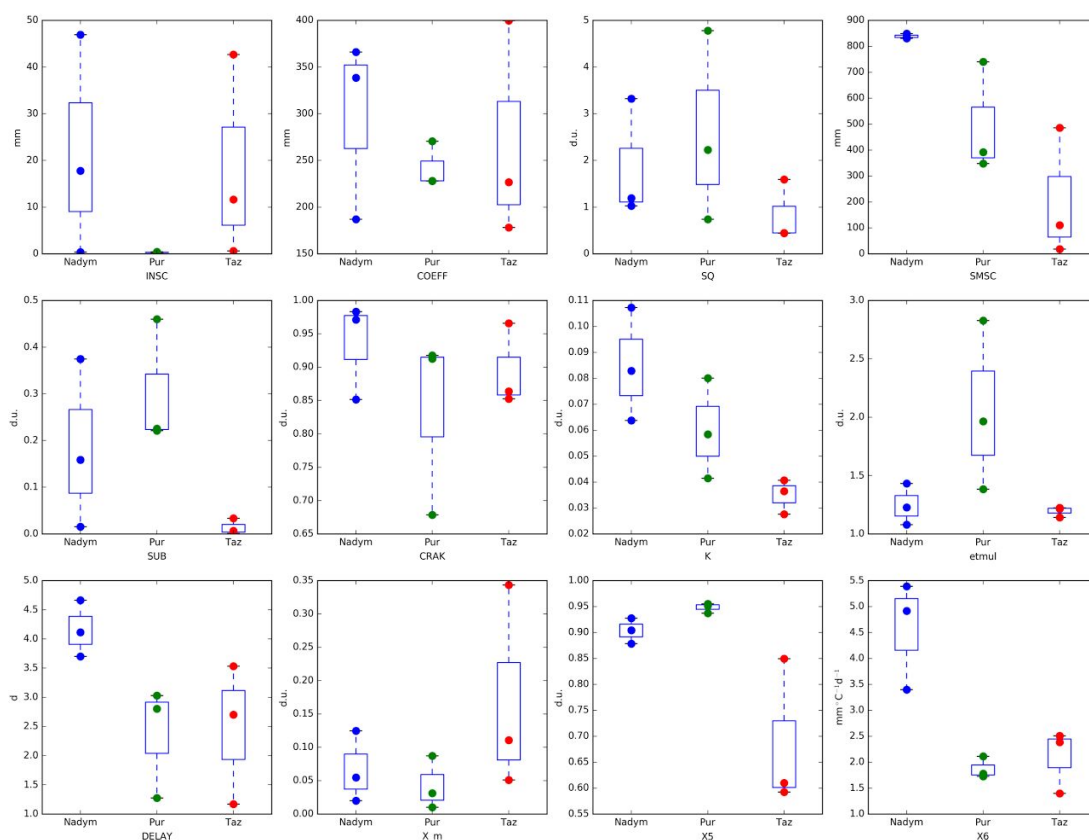 50
40
30
20
10
0
mm
Nadym Pur Taz
INSC
400
350
300
250
200
150
mm
Nadym Pur Taz
COEFF
5
4
3
2
1
0
d.u.
Nadym Pur Taz
SQ
900
800
700
600
500
400
300
200
100
0
mm
Nadym Pur Taz
SMSC
0.5
0.4
0.3
0.2
0.1
0.0
d.u.
Nadym Pur Taz
SUB
1.00
0.95
0.90
0.85
0.80
0.75
0.70
0.65
d.u.
Nadym Pur Taz
CRAK
0.11
0.10
0.09
0.08
0.07
0.06
0.05
0.04
0.03
0.02
d.u.
Nadym Pur Taz
K
3.0
2.5
2.0
1.5
1.0
d.u.
Nadym Pur Taz
etmul
5.0
4.5
4.0
3.5
3.0
2.5
2.0
1.5
1.0
d
Nadym Pur Taz
DELAY
0.35
0.30
0.25
0.20
0.15
0.10
0.05
0.00
d.u.
Nadym Pur Taz
X_m
1.00
0.95
0.90
0.85
0.80
0.75
0.70
0.65
0.60
0.55
d.u.
Nadym Pur Taz
X5
5.5
5.0
4.5
4.0
3.5
3.0
2.5
2.0
1.5
1.0
mm°C⁻¹d⁻¹
Nadym Pur Taz
X6